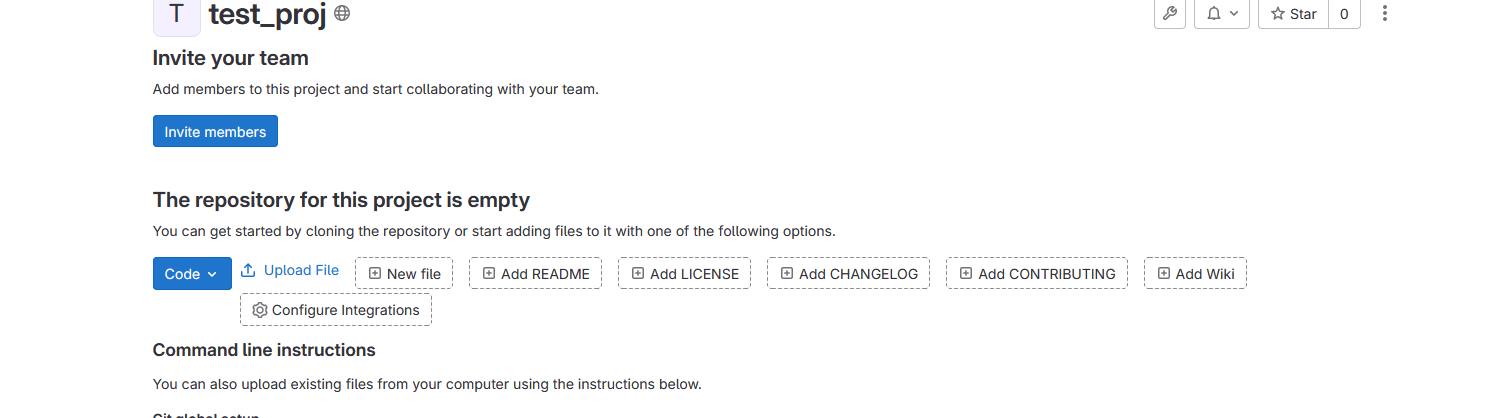 T test_proj
Star 0
Invite your team
Add members to this project and start collaborating with your team.
Invite members
The repository for this project is empty
You can get started by cloning the repository or start adding files to it with one of the following options.
Code Upload File New file Add README Add LICENSE Add CHANGELOG Add CONTRIBUTING Add Wiki
Configure Integrations
Command line instructions
You can also upload existing files from your computer using the instructions below.
Git global setup